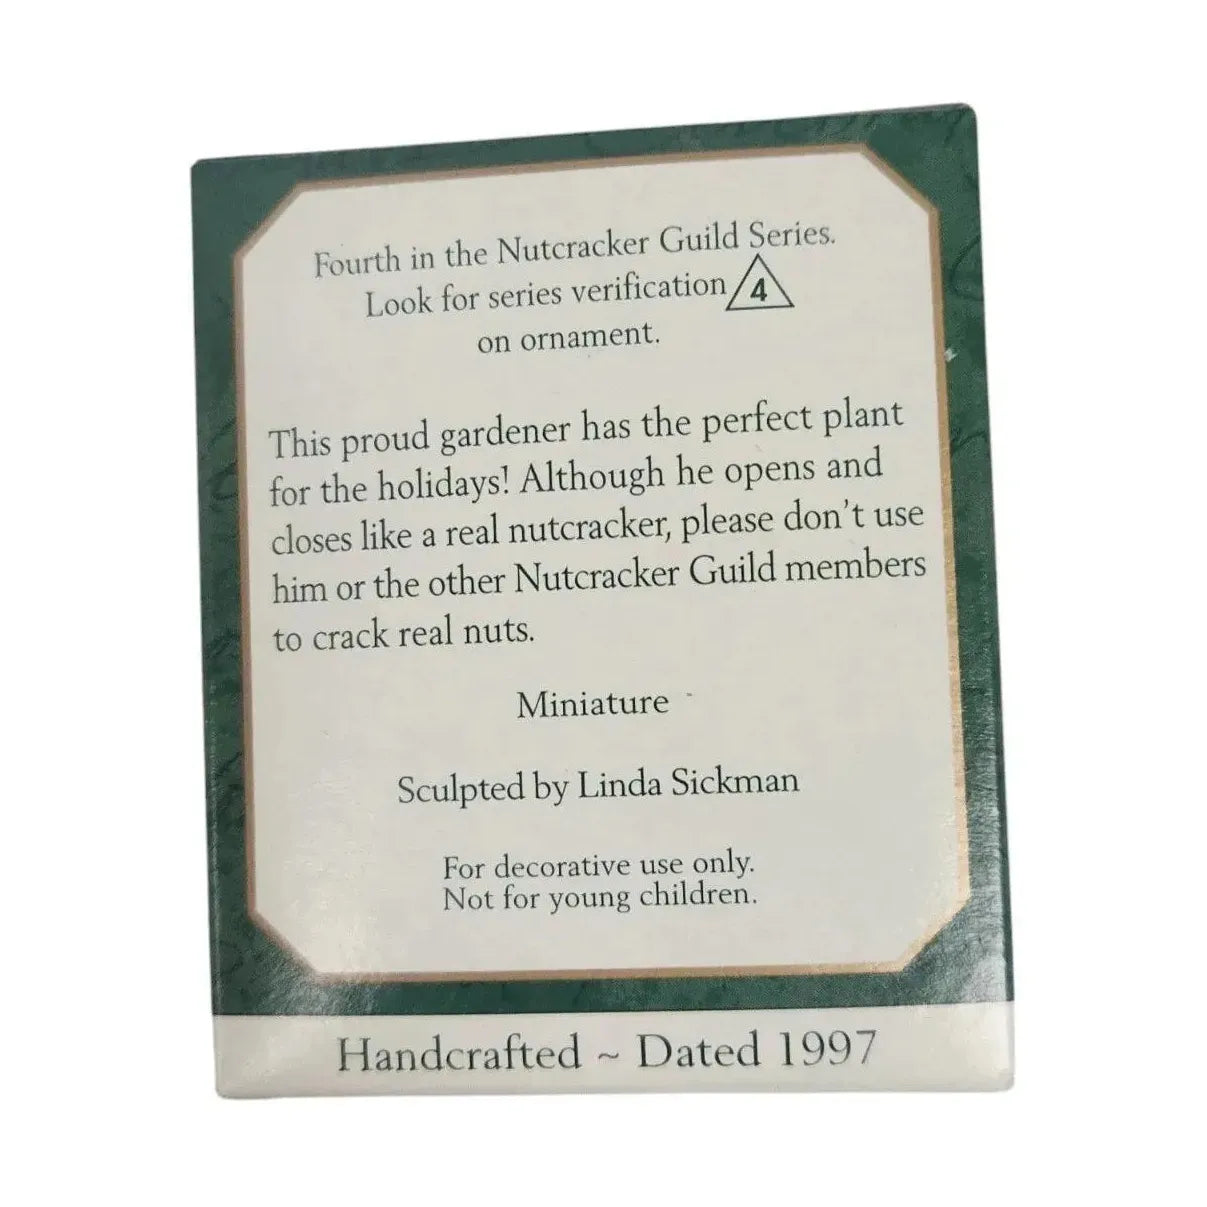 Fourth in the Nutcracker Guild Series.
Look for series verification 4
on ornament.
This proud gardener has the perfect plant
for the holidays! Although he opens and
closes like a real nutcracker, please don't use
him or the other Nutcracker Guild members
to crack real nuts.
Miniature
Sculpted by Linda Sickman
For decorative use only.
Not for young children.
Handcrafted ~ Dated 1997